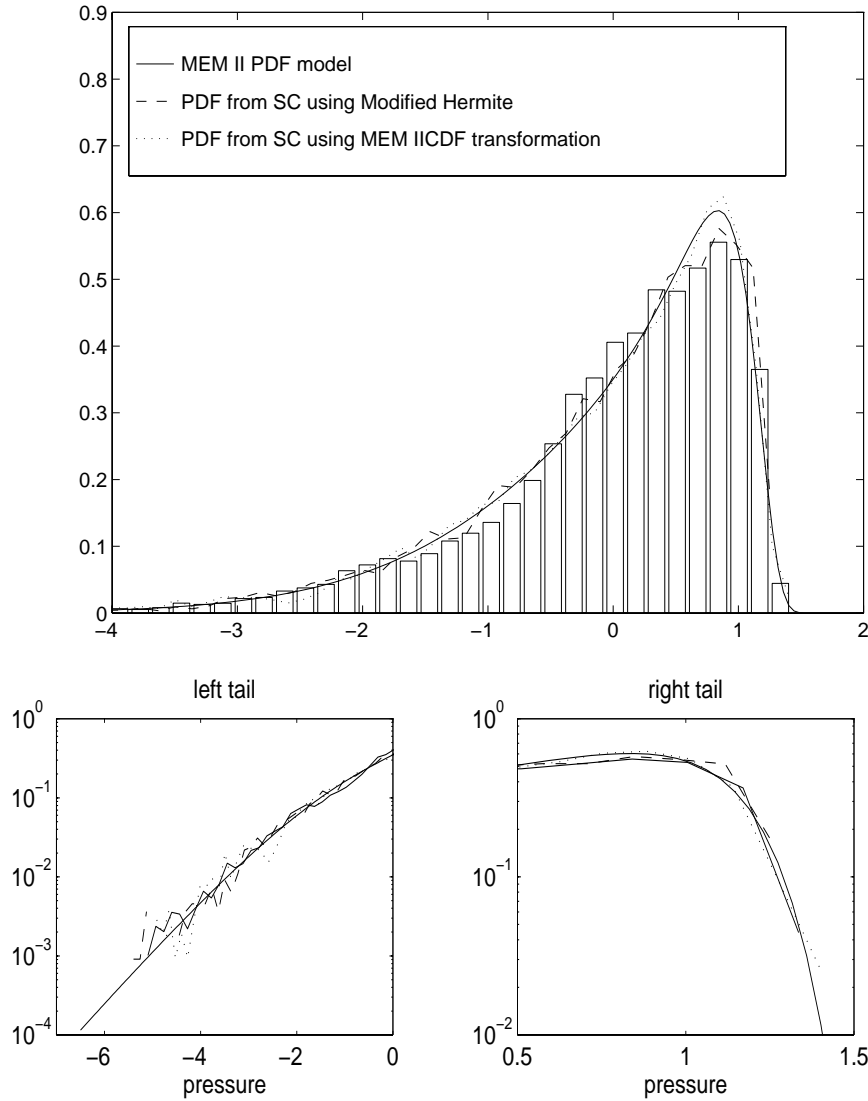 0.9
0.8
0.7
0.6
0.5
0.4
0.3
0.2
0.1
0
MEM II PDF model
PDF from SC using Modified Hermite
PDF from SC using MEM IICDF transformation
−4 −3 −2 −1 0 1 2
left tail
10^0
10^−1
10^−2
10^−3
10^−4
−6 −4 −2 0
pressure
right tail
10^0
10^−1
10^−2
0.5 1 1.5
pressure